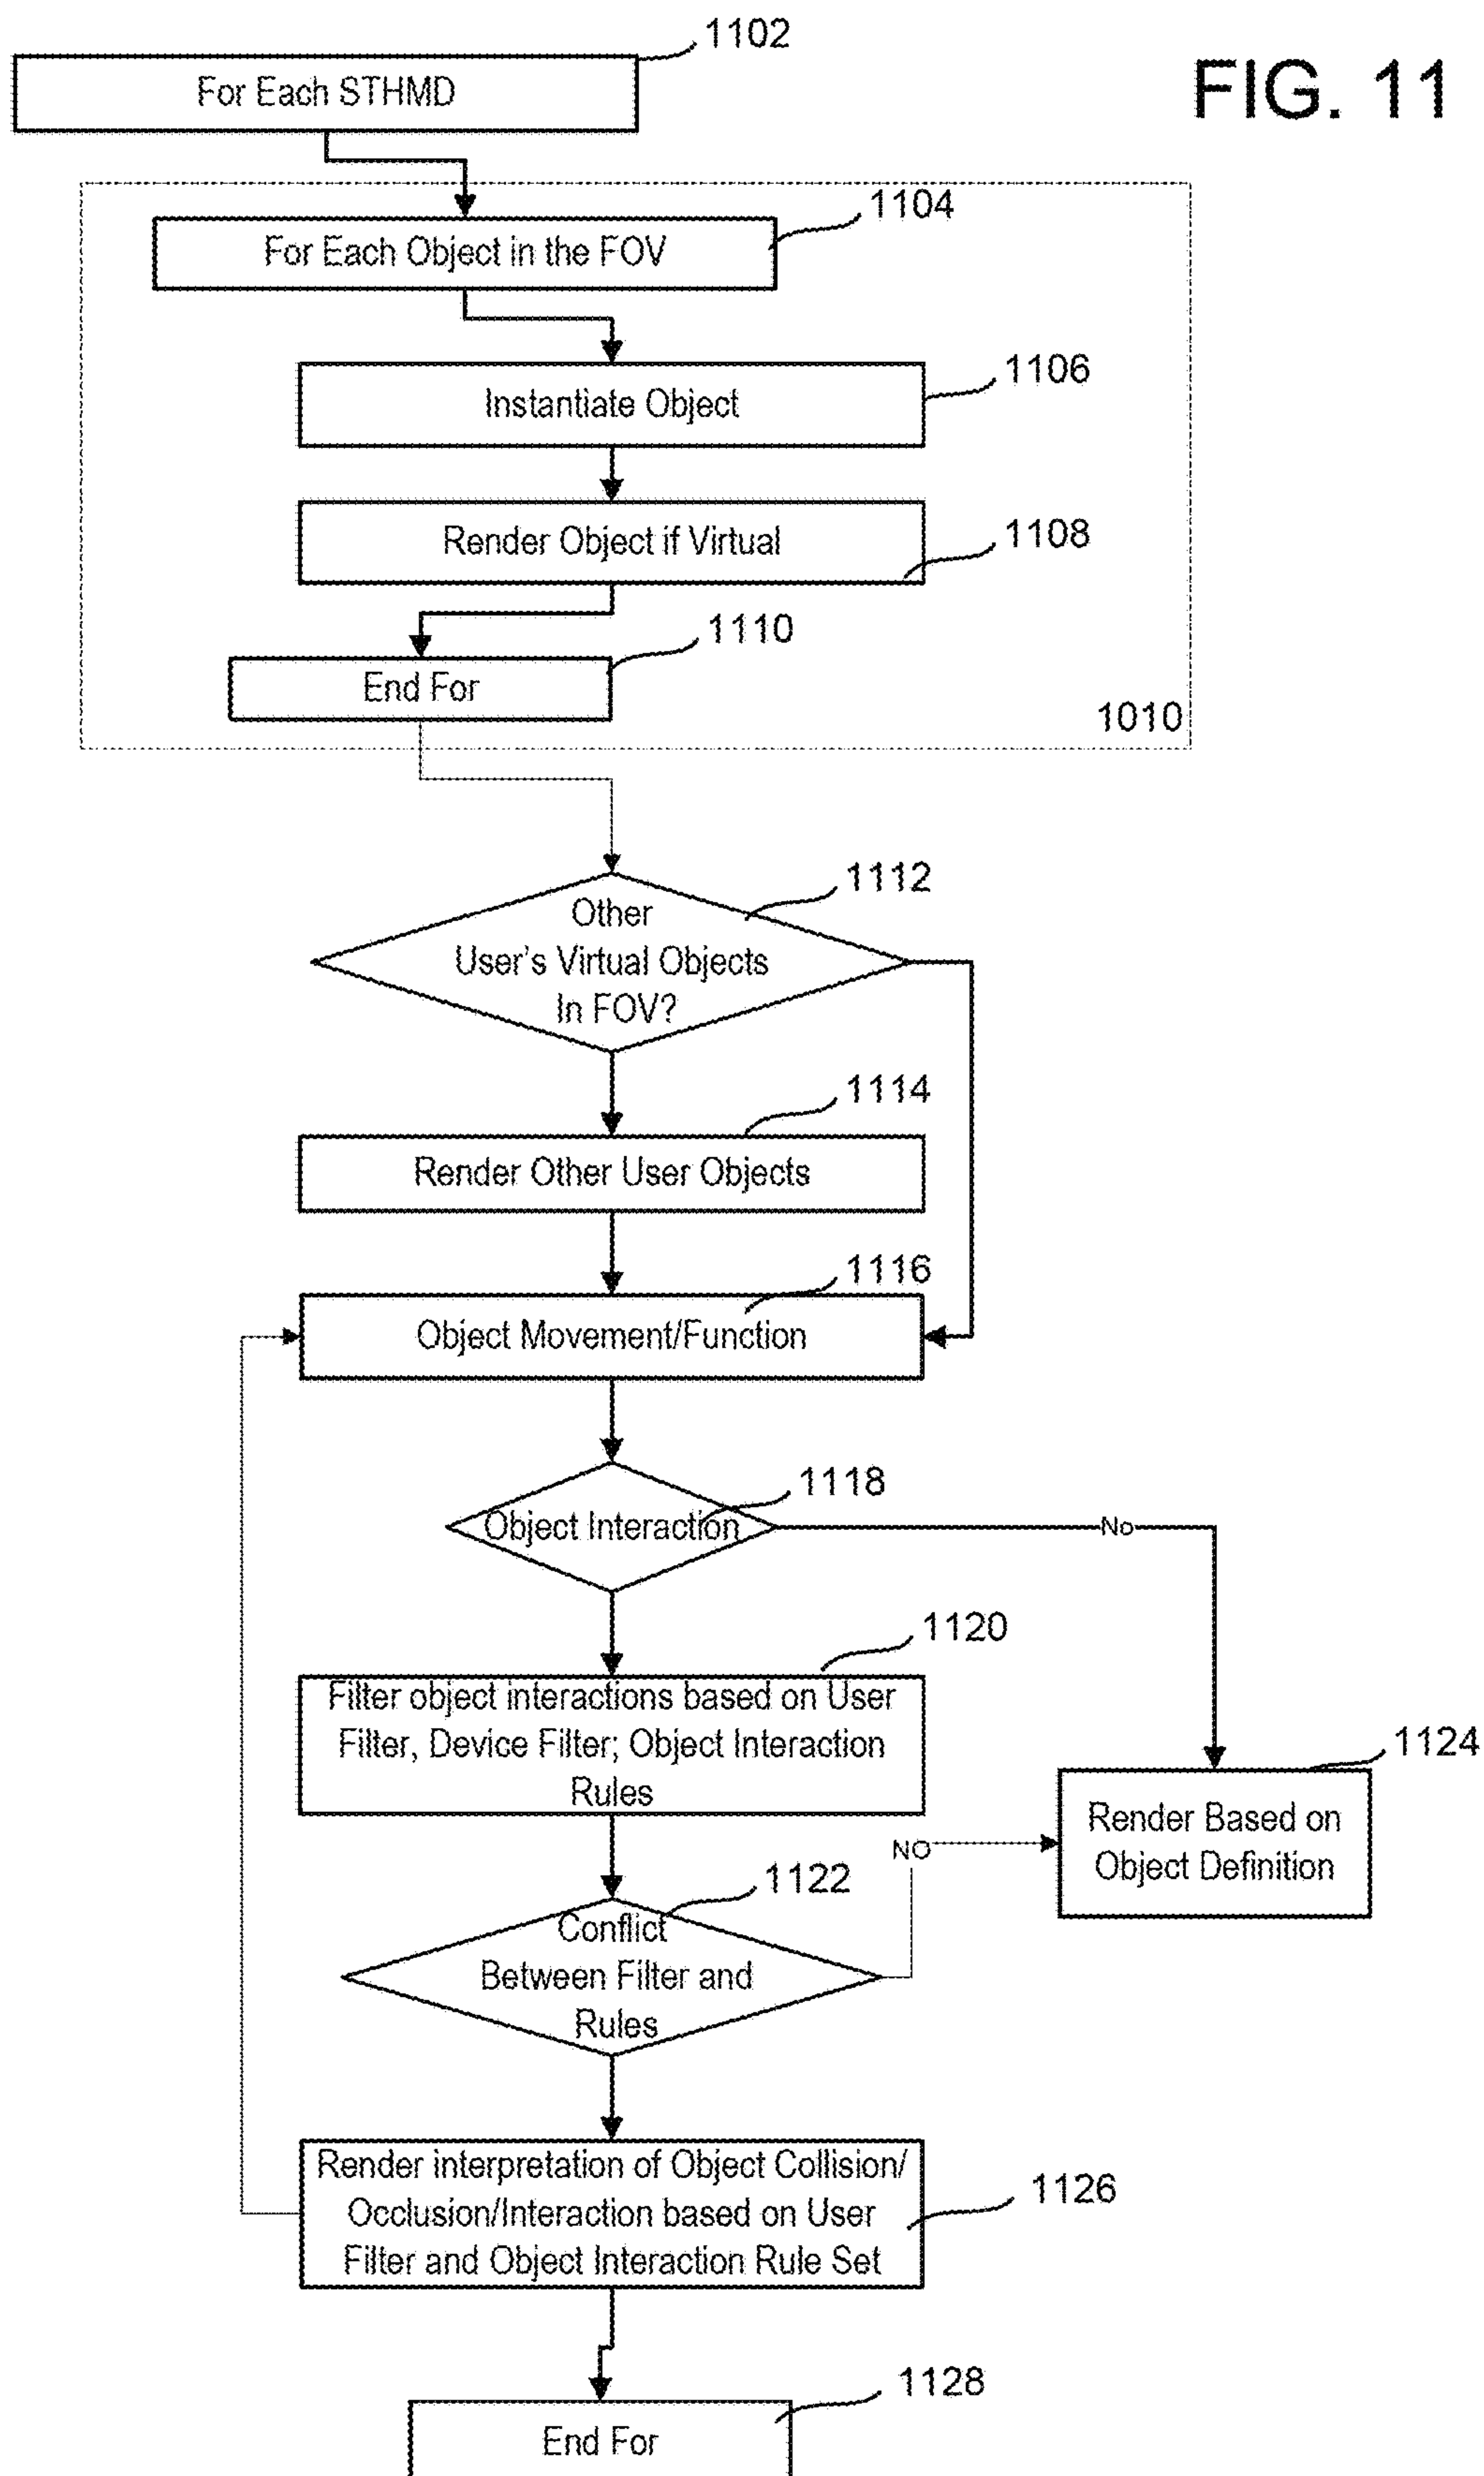 1102
For Each STHMD
FIG. 11
1104
For Each Object in the FOV
1106
Instantiate Object
1108
Render Object if Virtual
1110
End For
1010
1112
Other
User's Virtual Objects
In FOV?
1114
Render Other User Objects
1116
Object Movement/Function
1118
Object Interaction
No
1120
Filter object interactions based on User
Filter, Device Filter; Object Interaction
Rules
1124
Render Based on
Object Definition
NO
1122
Conflict
Between Filter and
Rules
Render interpretation of Object Collision/
Occlusion/Interaction based on User
Filter and Object Interaction Rule Set
1126
1128
End For